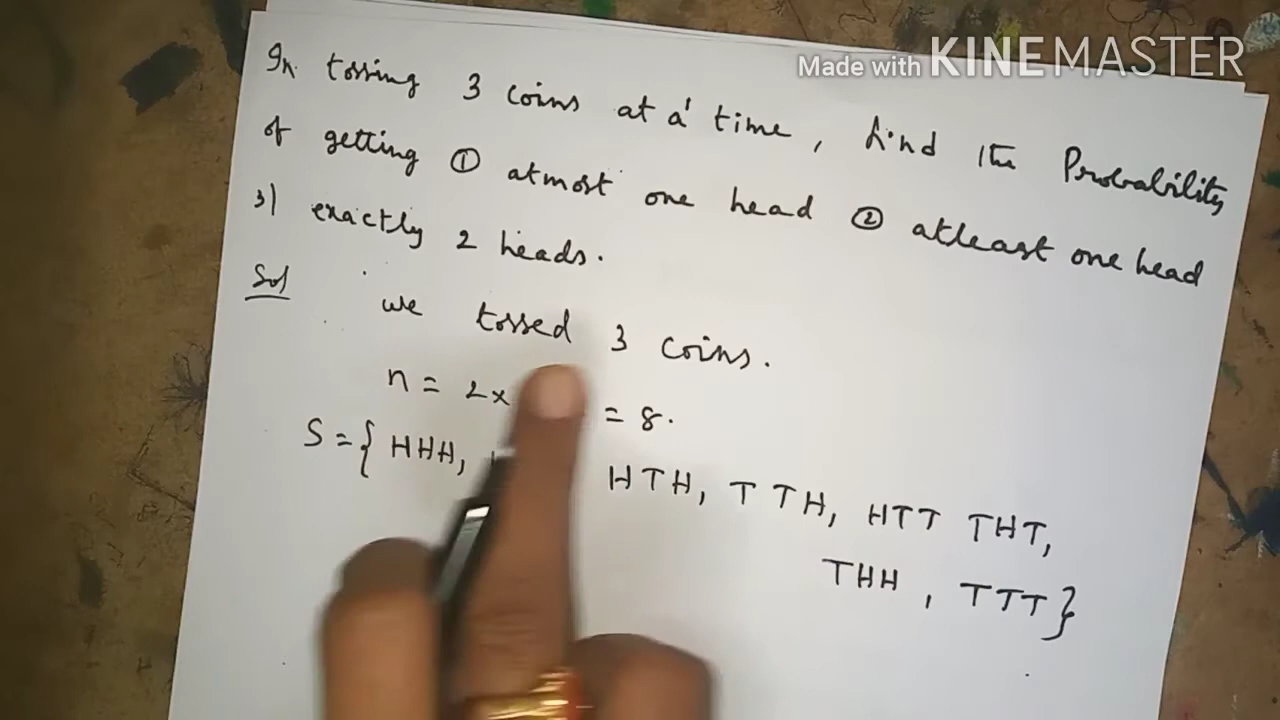 Made with KINEMASTER
In tossing 3 coins at a time, find the Probability
of getting ① atmost one head ② atleast one head
3) exactly 2 heads.
Sol we tossed 3 coins.
n = 2x = 8.
S = { HHH, HTH, TTH, HTT THT,
THH, TTT }